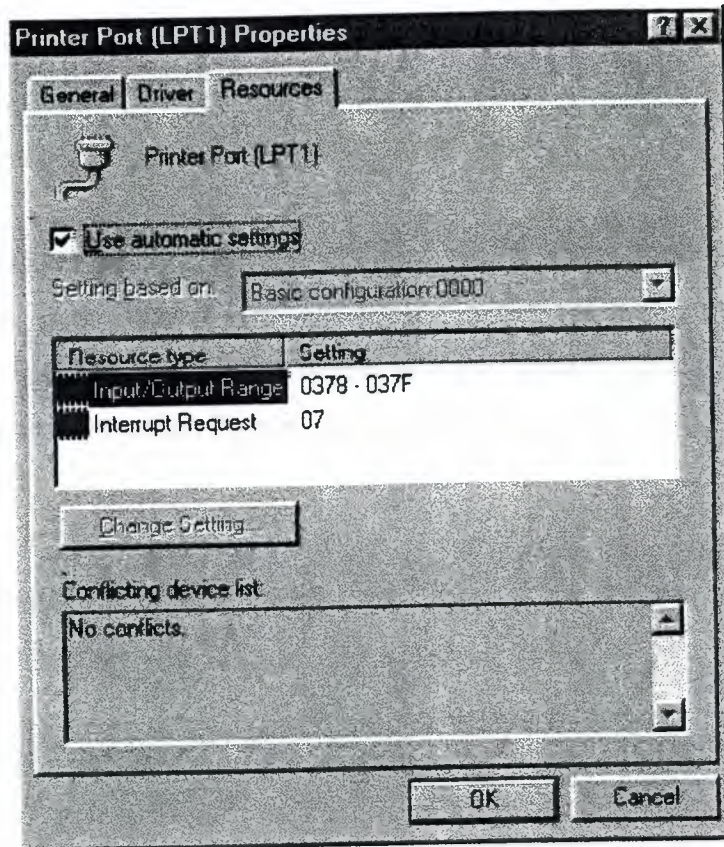 Printer Port (LPT1) Properties
General Driver Resources
Printer Port (LPT1)
Use automatic settings
Setting based on: Basic configuration 0000
Resource type Setting
Input/Output Range 0378 - 037F
Interrupt Request 07
Change Setting...
Conflicting device list:
No conflicts.
OK Cancel